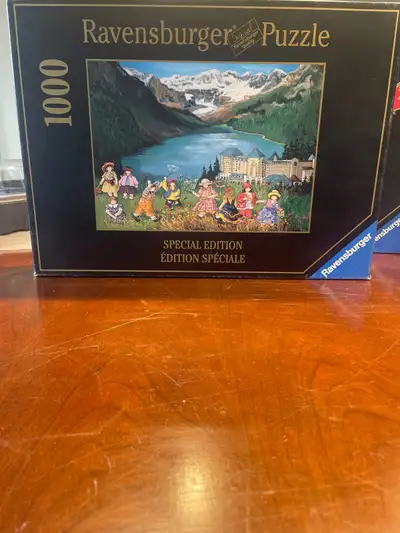 Ravensburger Puzzle
1000
SPECIAL EDITION
ÉDITION SPÉCIALE
Ravensburger
Ravensburger